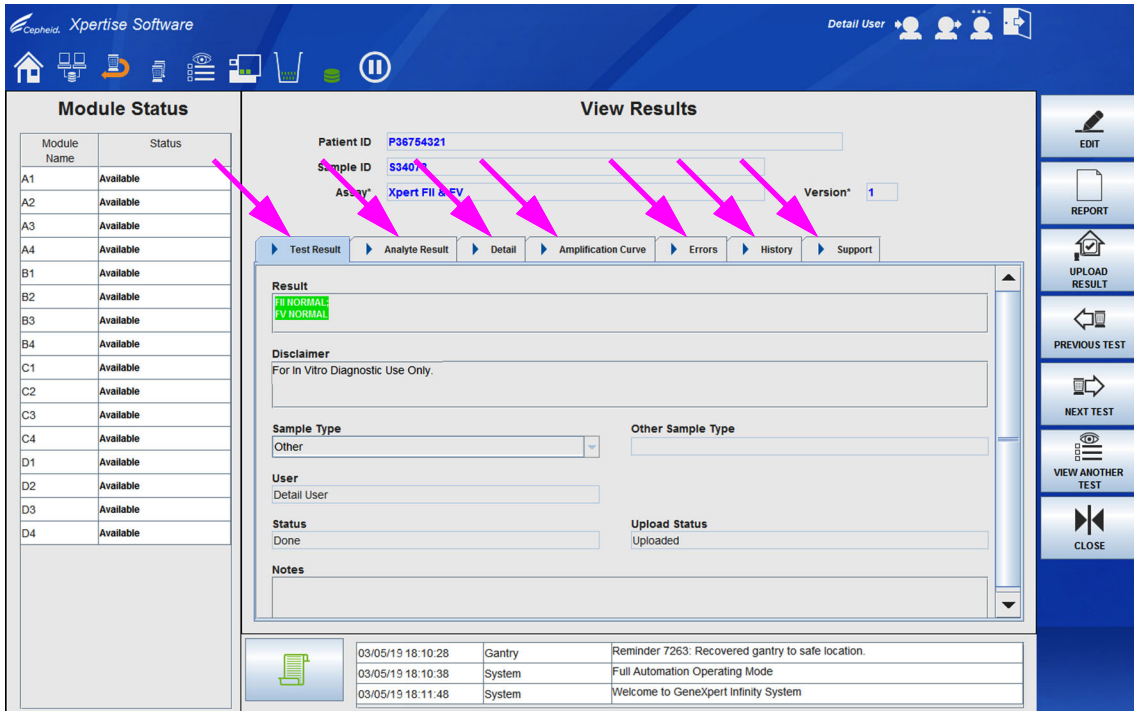 Cepheid. Xpertise Software
Detail User
Module Status
Module Name Status
A1 Available
A2 Available
A3 Available
A4 Available
B1 Available
B2 Available
B3 Available
B4 Available
C1 Available
C2 Available
C3 Available
C4 Available
D1 Available
D2 Available
D3 Available
D4 Available
View Results
Patient ID P36754321
Sample ID
Assay* Xpert FII & FV Version* 1
Test Result Analyte Result Detail Amplification Curve Errors History Support
Result
FII NORMAL;
FV NORMAL
Disclaimer
For In Vitro Diagnostic Use Only.
Sample Type Other Sample Type
Other
User
Detail User
Status Upload Status
Done Uploaded
Notes
03/05/19 18:10:28 Gantry Reminder 7263: Recovered gantry to safe location.
03/05/19 18:10:38 System Full Automation Operating Mode
03/05/19 18:11:48 System Welcome to GeneXpert Infinity System
EDIT
REPORT
UPLOAD
RESULT
PREVIOUS TEST
NEXT TEST
VIEW ANOTHER
TEST
CLOSE